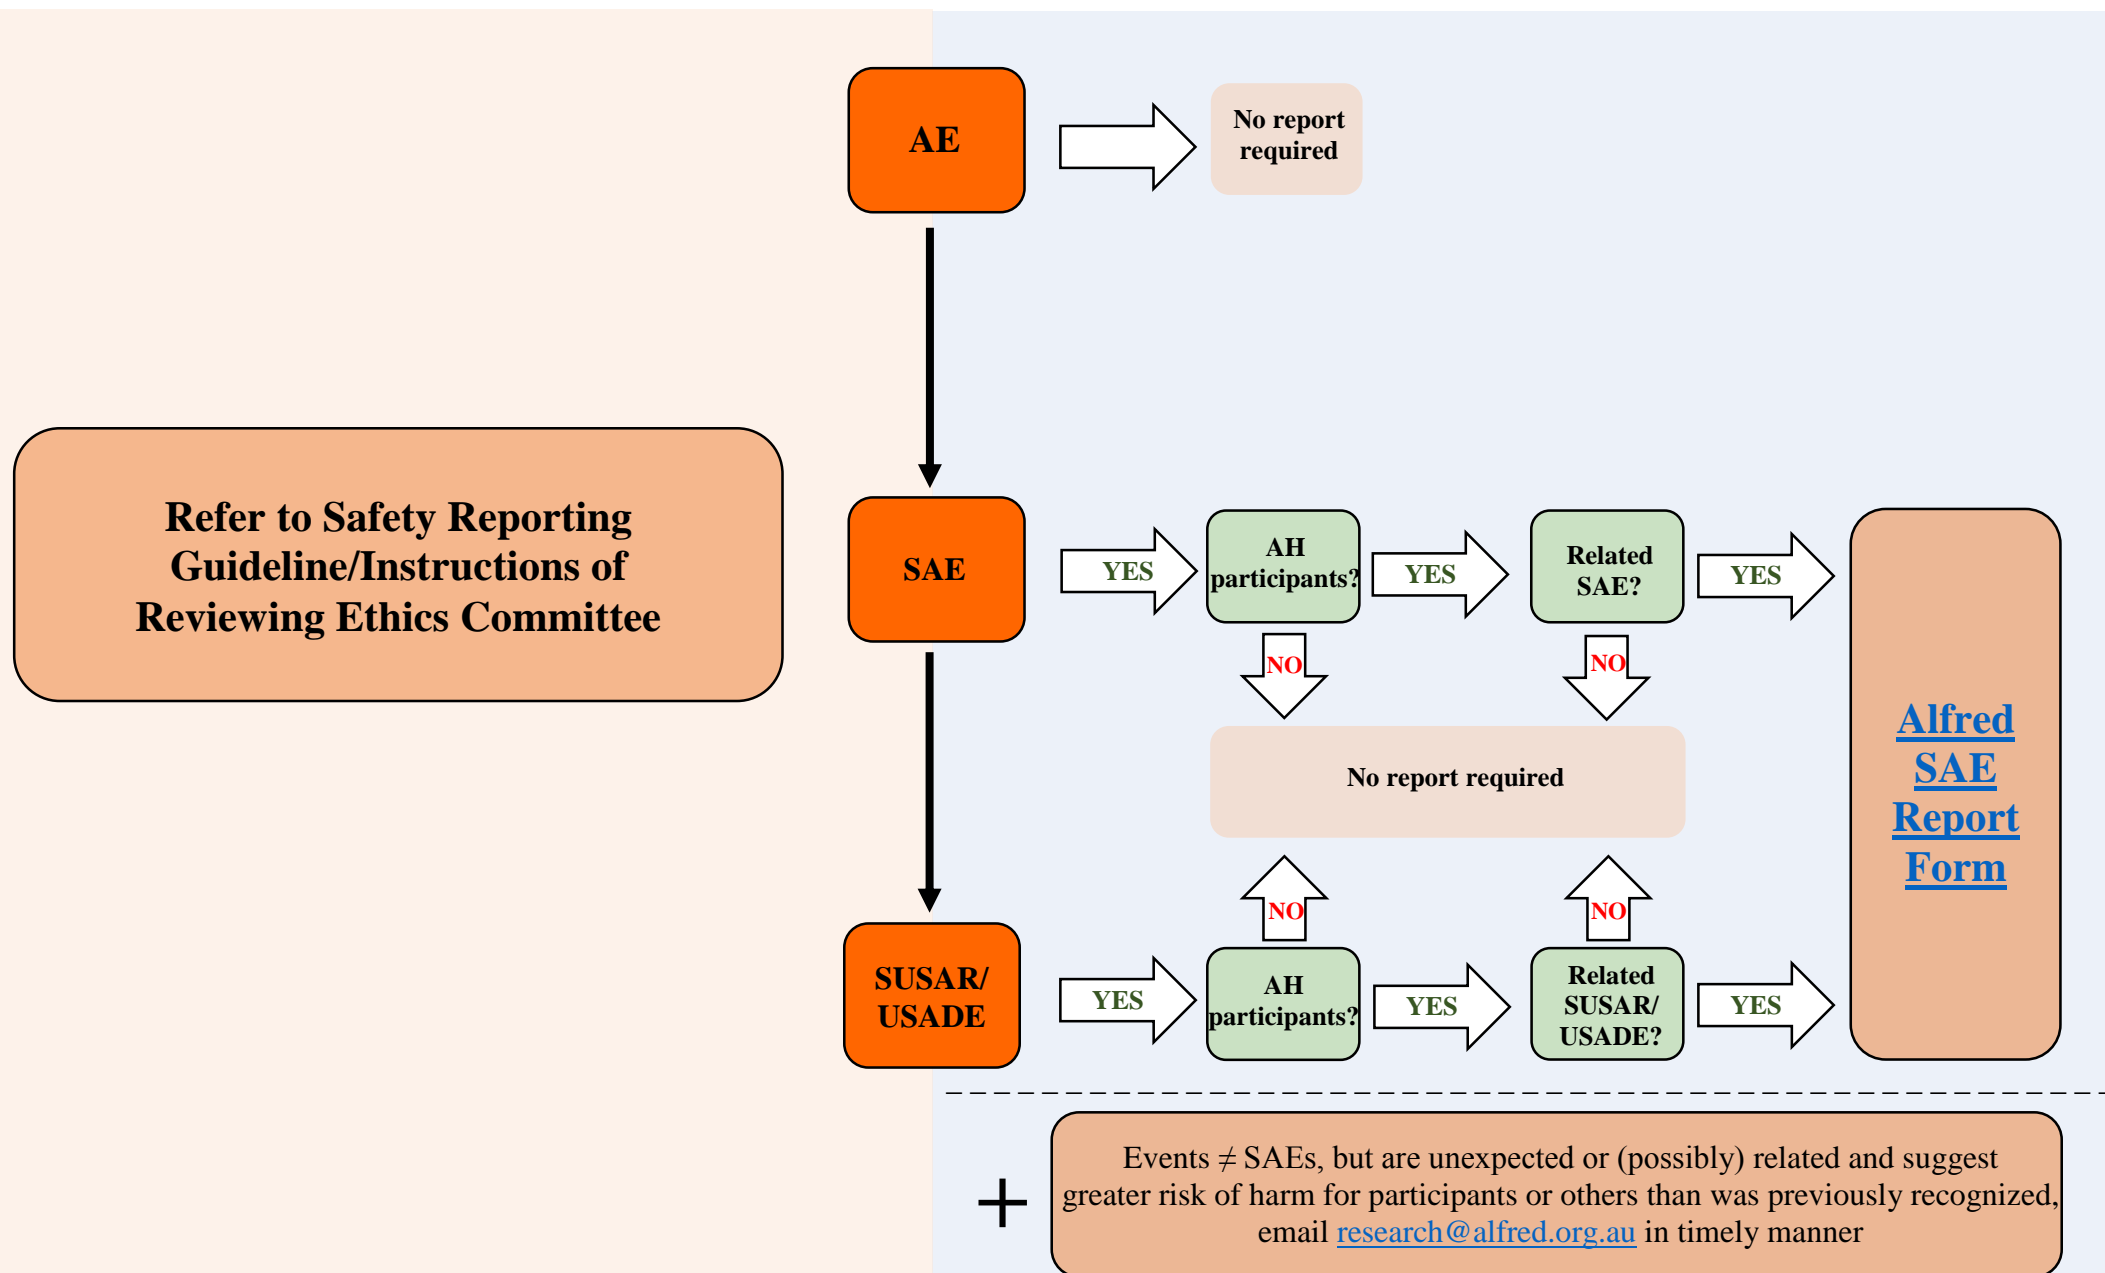 AE
No report
required
Refer to Safety Reporting
Guideline/Instructions of
Reviewing Ethics Committee
SAE
YES
AH
participants?
YES
Related
SAE?
YES
NO
NO
No report required
Alfred
SAE
Report
Form
NO
NO
SUSAR/
USADE
YES
AH
participants?
YES
Related
SUSAR/
USADE?
YES
+
Events ≠ SAEs, but are unexpected or (possibly) related and suggest
greater risk of harm for participants or others than was previously recognized,
email research@alfred.org.au in timely manner